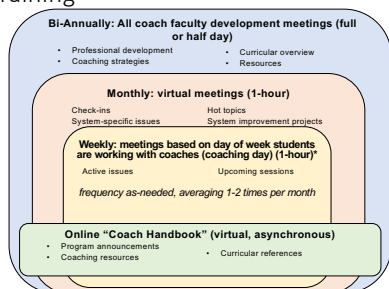 Bi-Annually: All coach faculty development meetings (full
or half day)
• Professional development
• Coaching strategies
• Curricular overview
• Resources
Monthly: virtual meetings (1-hour)
Check-ins
System-specific issues
Hot topics
System improvement projects
Weekly: meetings based on day of week students
are working with coaches (coaching day) (1-hour)*
Active issues
Upcoming sessions
frequency as-needed, averaging 1-2 times per month
Online “Coach Handbook” (virtual, asynchronous)
• Program announcements
• Coaching resources
• Curricular references